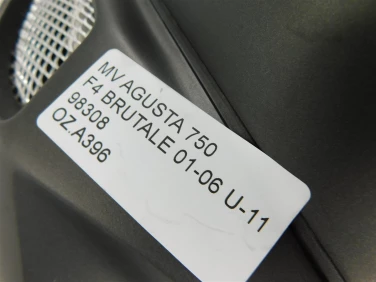 MV AGUSTA 750
F4 BRUTALE 01-06 U-11
98308
OZ.A396